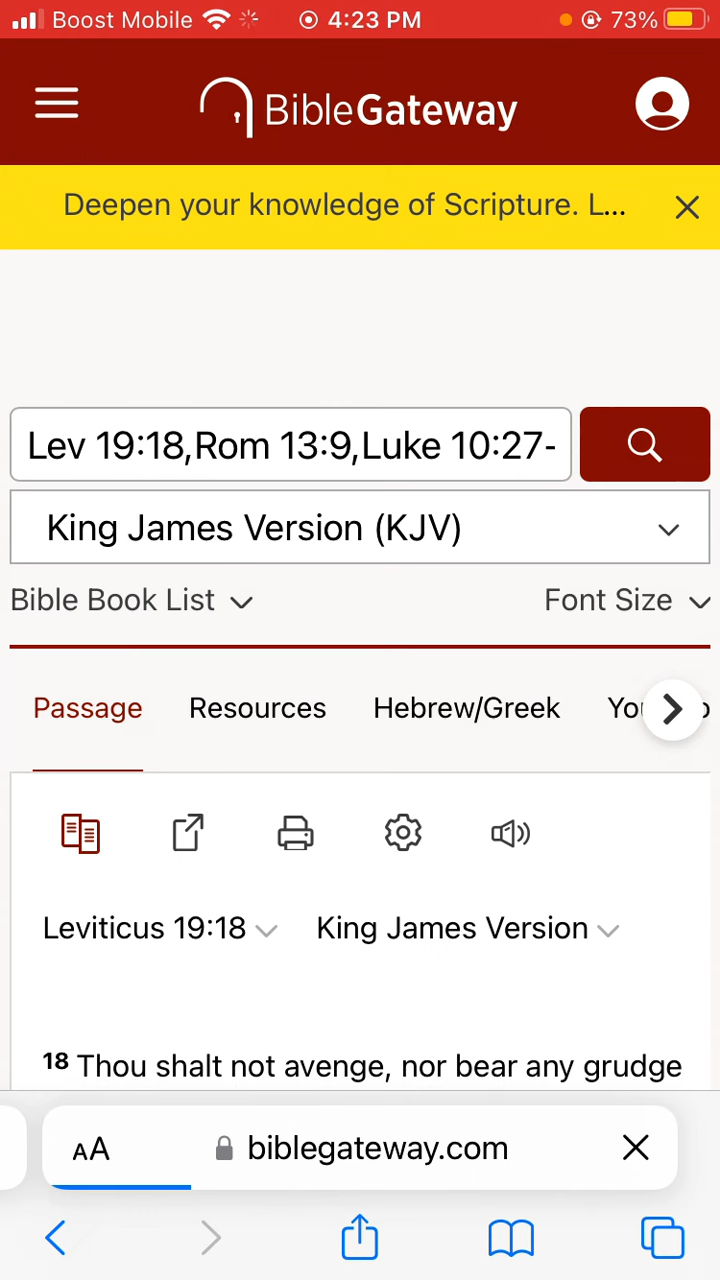 Boost Mobile 4:23 PM 73%
BibleGateway
Deepen your knowledge of Scripture. L...
Lev 19:18,Rom 13:9,Luke 10:27-
King James Version (KJV)
Bible Book List Font Size
Passage Resources Hebrew/Greek Yo
Leviticus 19:18 King James Version
18 Thou shalt not avenge, nor bear any grudge
AA biblegateway.com